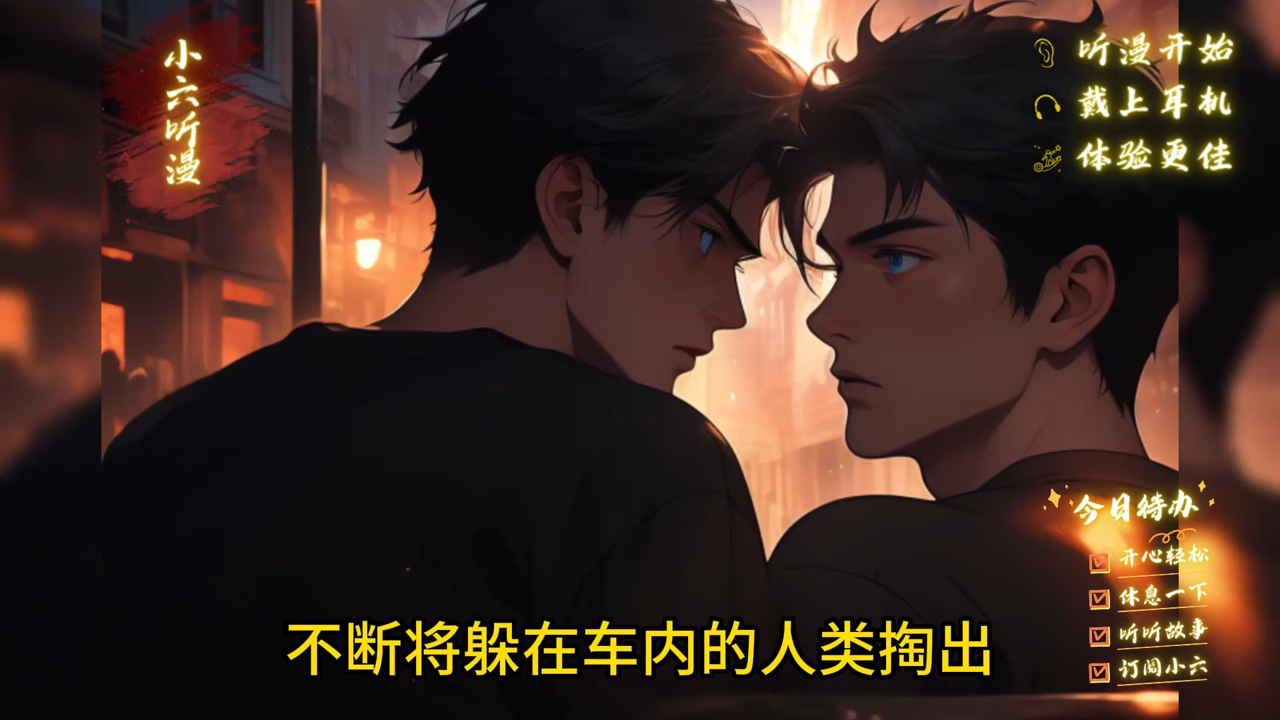 小六听漫
听漫开始
戴上耳机
体验更佳
今日待办
开心轻松
休息一下
听听故事
订阅小六
不断将躲在车内的人类掏出